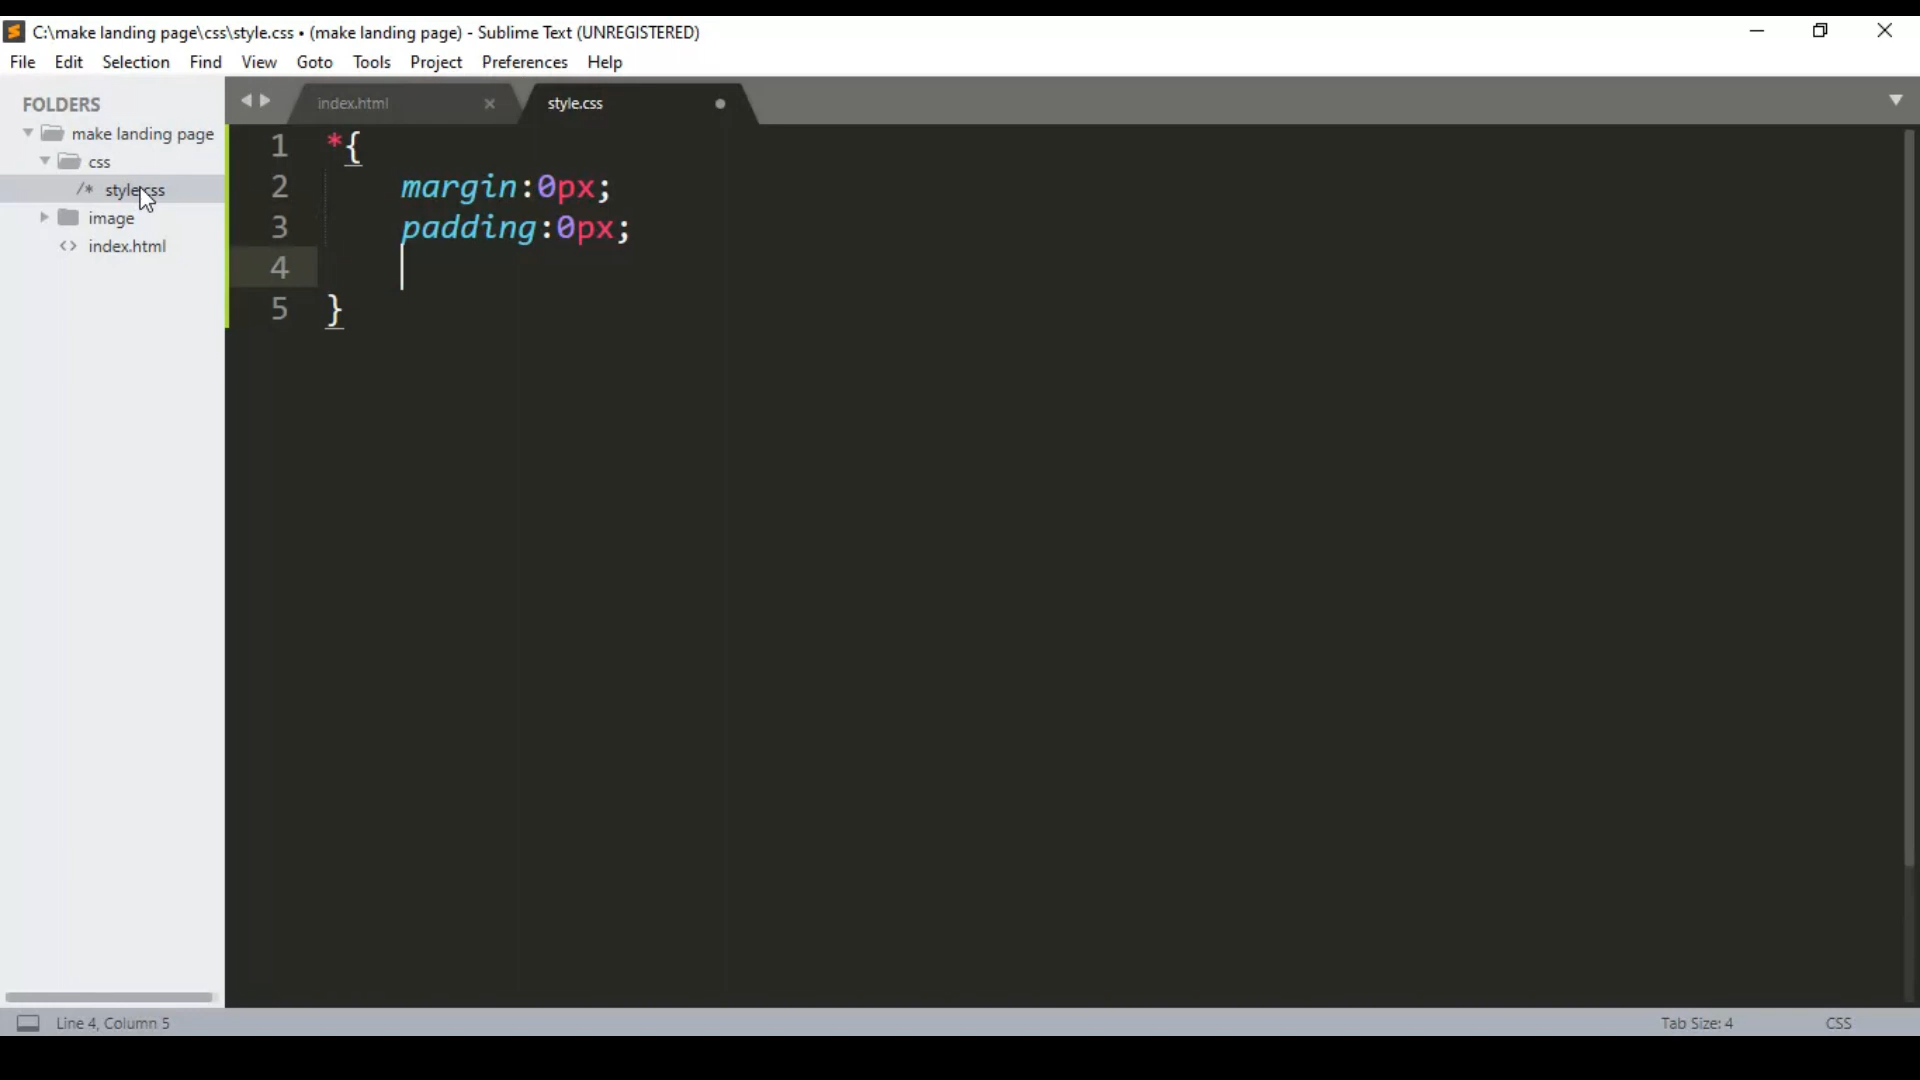 C:\make landing page\css\style.css • (make landing page) - Sublime Text (UNREGISTERED)
File Edit Selection Find View Goto Tools Project Preferences Help
FOLDERS
make landing page
css
/* style.css
image
<> index.html
index.html
style.css
1 *{
2 margin:0px;
3 padding:0px;
4
5 }
Line 4, Column 5
Tab Size: 4
CSS